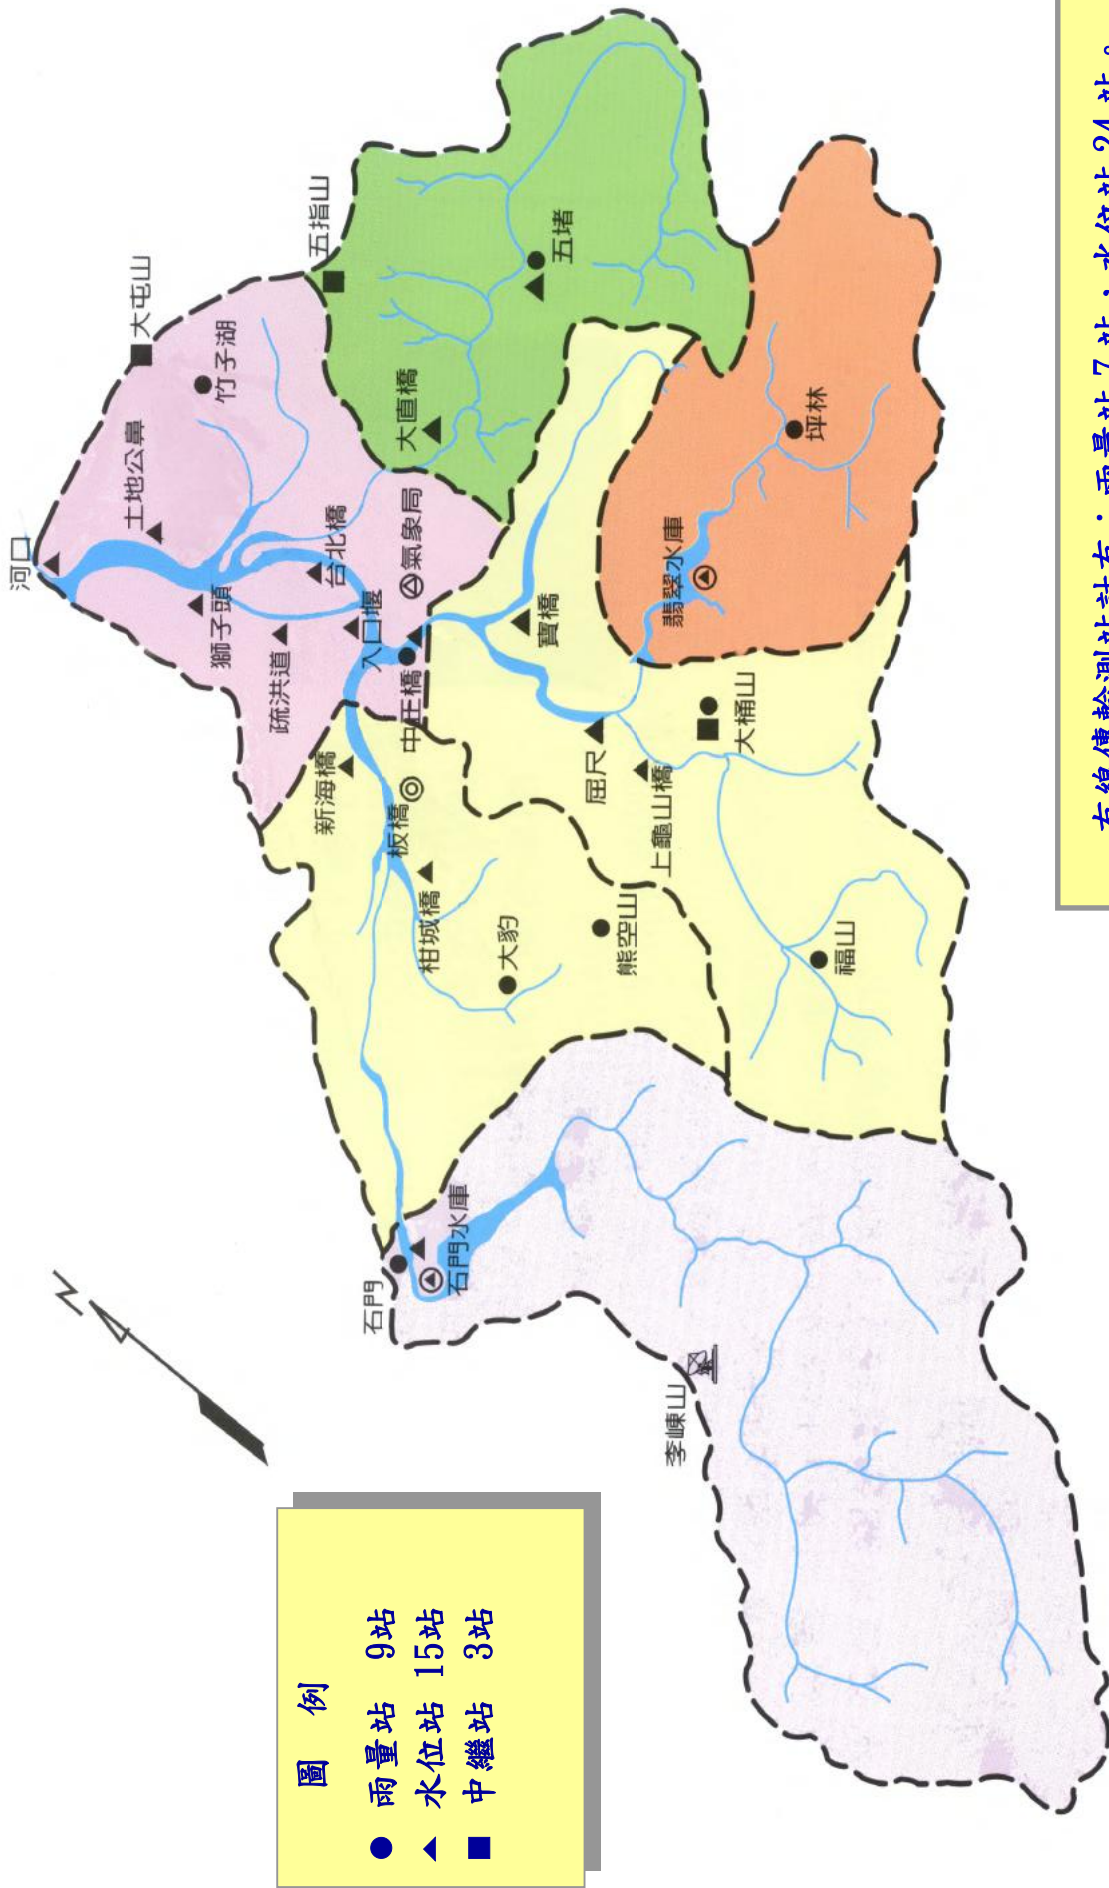 圖 例
● 雨量站 9站
▲ 水位站 15站
■ 中繼站 3站
N
河口
土地公鼻
大屯山
竹子湖
五指山
獅子頭
疏洪道
台北橋
入口堰
氣象局
大直橋
五堵
中正橋
新海橋
板橋
柑城橋
大豹
熊空山
寶橋
屈尺
上龜山橋
大桶山
翡翠水庫
坪林
福山
石門
石門水庫
李崠山